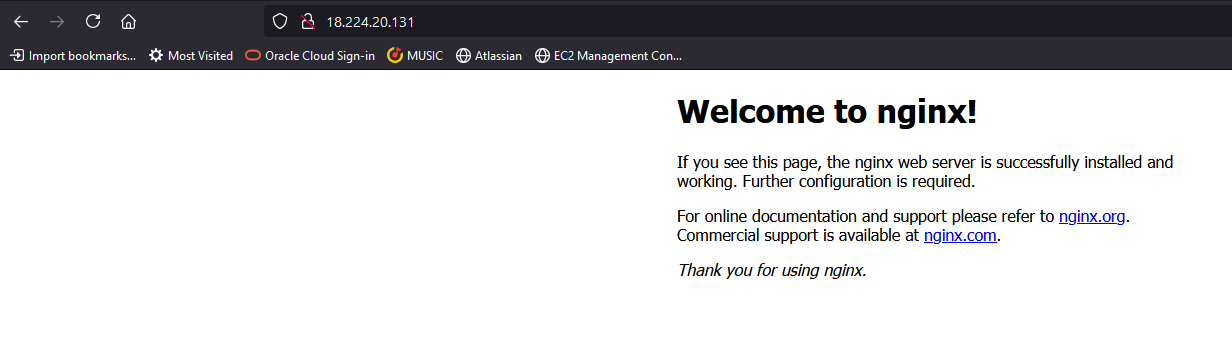 18.224.20.131
Import bookmarks... Most Visited Oracle Cloud Sign-in MUSIC Atlassian EC2 Management Con...
Welcome to nginx!
If you see this page, the nginx web server is successfully installed and
working. Further configuration is required.
For online documentation and support please refer to nginx.org.
Commercial support is available at nginx.com.
Thank you for using nginx.